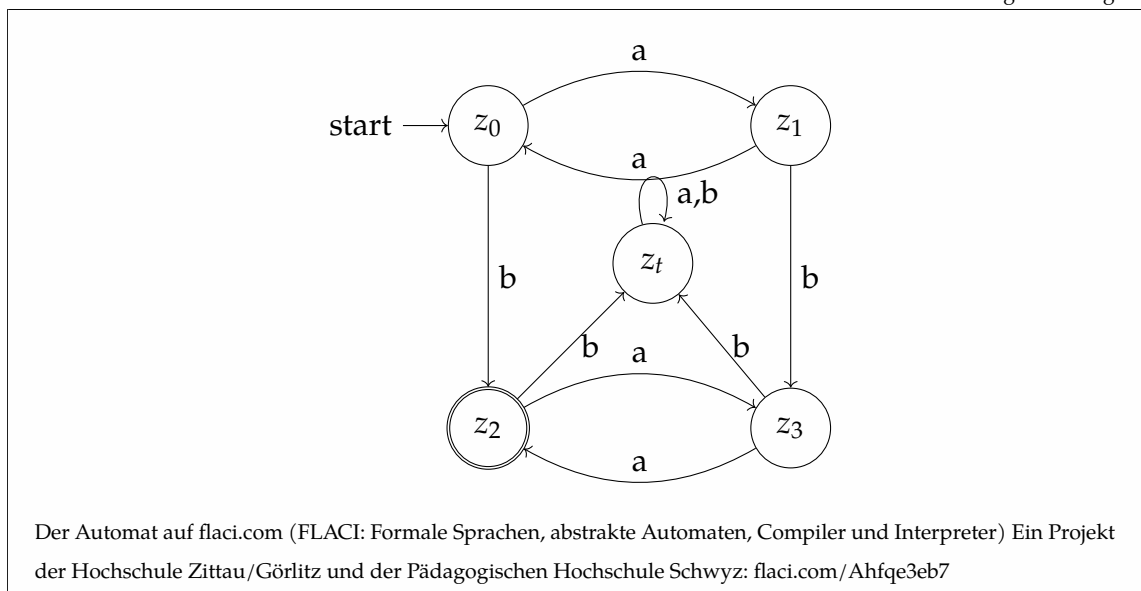 a
start
z0
z1
a
a,b
zt
b
b
b
b
a
z2
z3
a
Der Automat auf flaci.com (FLACI: Formale Sprachen, abstrakte Automaten, Compiler und Interpreter) Ein Projekt
der Hochschule Zittau/Görlitz und der Pädagogischen Hochschule Schwyz: flaci.com/Ahfqe3eb7